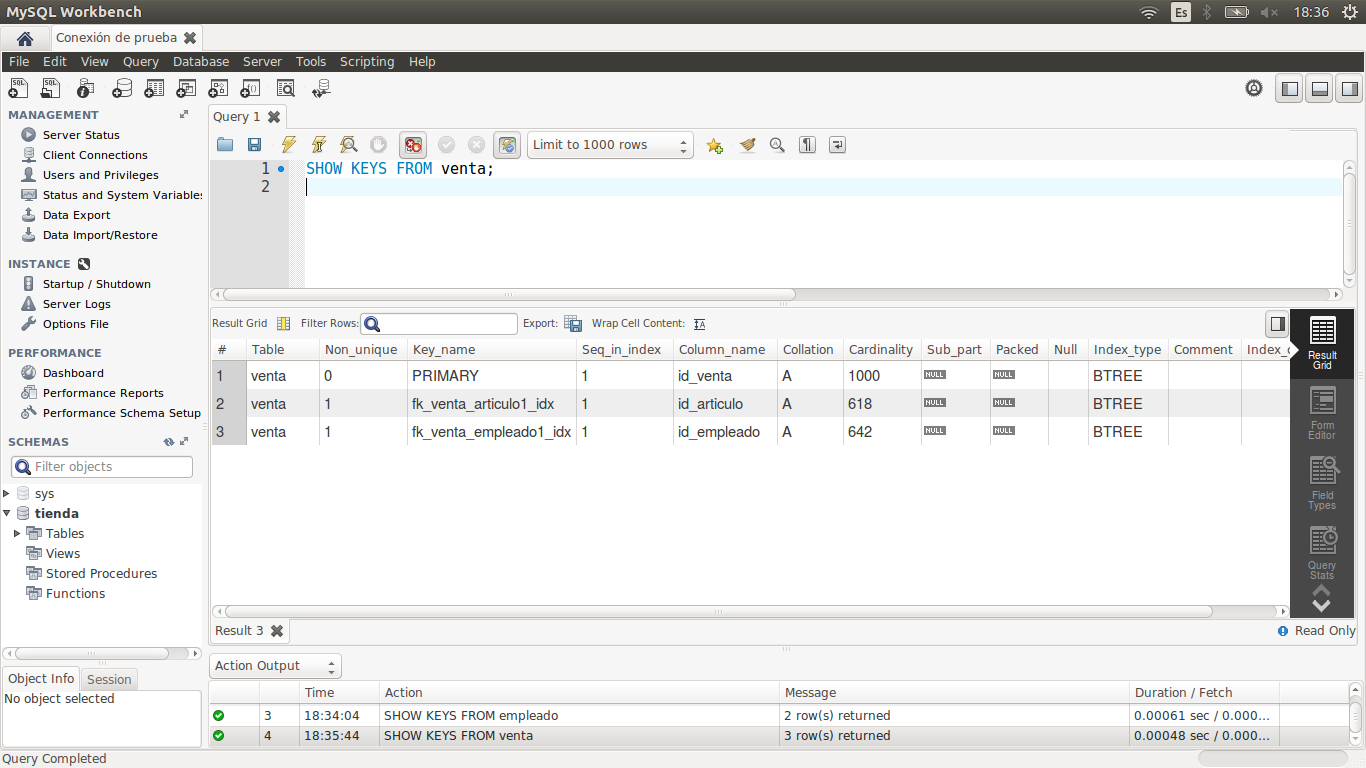 MySQL Workbench
Es
18:36
Conexión de prueba
File Edit View Query Database Server Tools Scripting Help
MANAGEMENT
Server Status
Client Connections
Users and Privileges
Status and System Variable
Data Export
Data Import/Restore
INSTANCE
Startup / Shutdown
Server Logs
Options File
PERFORMANCE
Dashboard
Performance Reports
Performance Schema Setup
SCHEMAS
Filter objects
sys
tienda
Tables
Views
Stored Procedures
Functions
Object Info Session
No object selected
Query 1
Limit to 1000 rows
1 SHOW KEYS FROM venta;
2
Result Grid Filter Rows: Export: Wrap Cell Content:
# Table Non_unique Key_name Seq_in_index Column_name Collation Cardinality Sub_part Packed Null Index_type Comment Index_c
1 venta 0 PRIMARY 1 id_venta A 1000 NULL NULL BTREE
2 venta 1 fk_venta_articulo1_idx 1 id_articulo A 618 NULL NULL BTREE
3 venta 1 fk_venta_empleado1_idx 1 id_empleado A 642 NULL NULL BTREE
Result
Grid
Form
Editor
Field
Types
Query
Stats
Result 3
Read Only
Action Output
Time Action Message Duration / Fetch
3 18:34:04 SHOW KEYS FROM empleado 2 row(s) returned 0.00061 sec / 0.000...
4 18:35:44 SHOW KEYS FROM venta 3 row(s) returned 0.00048 sec / 0.000...
Query Completed